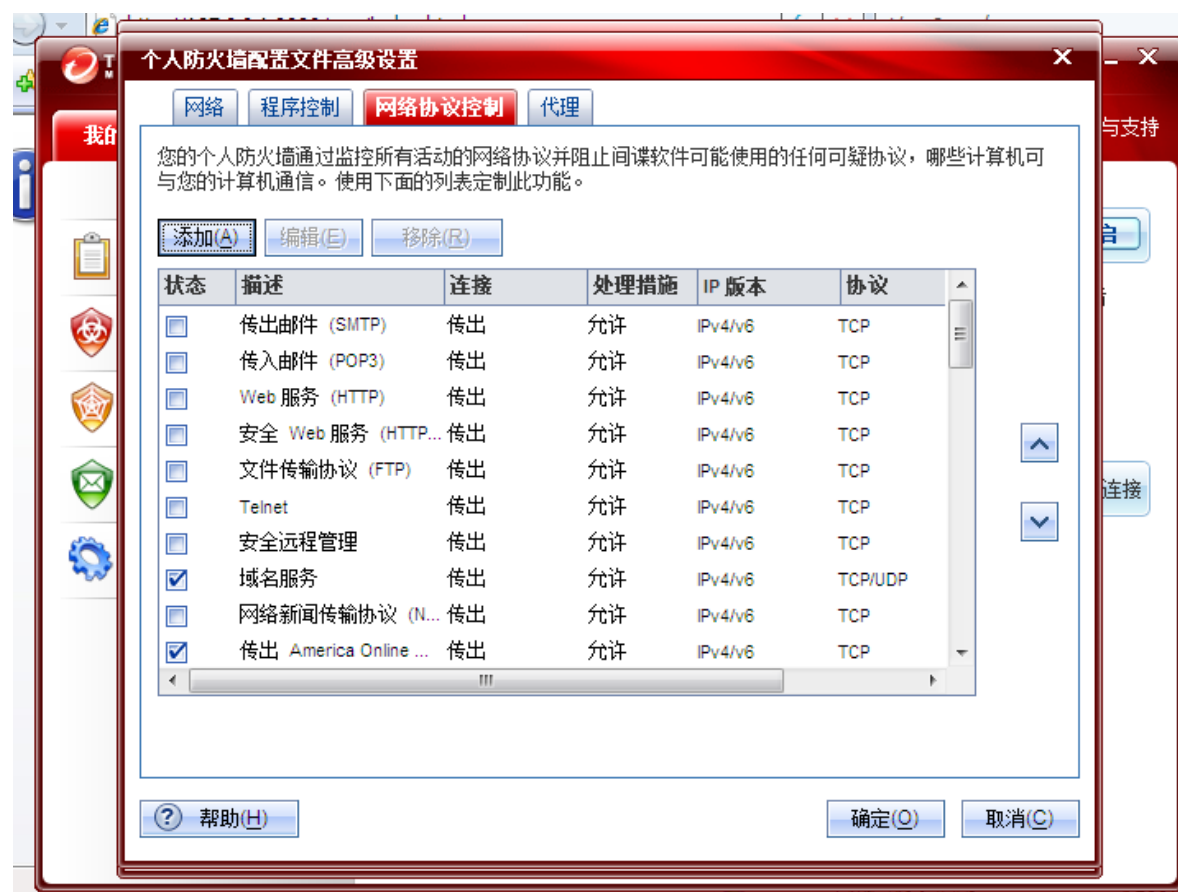 个人防火墙配置文件高级设置
我的
与支持
网络 程序控制 网络协议控制 代理
您的个人防火墙通过监控所有活动的网络协议并阻止间谍软件可能使用的任何可疑协议，哪些计算机可
与您的计算机通信。使用下面的列表定制此功能。
添加(A) 编辑(E) 移除(R)
启
状态 描述 连接 处理措施 IP 版本 协议
传出邮件 (SMTP) 传出 允许 IPv4/v6 TCP
传入邮件 (POP3) 传出 允许 IPv4/v6 TCP
Web 服务 (HTTP) 传出 允许 IPv4/v6 TCP
安全 Web 服务 (HTTP... 传出 允许 IPv4/v6 TCP
文件传输协议 (FTP) 传出 允许 IPv4/v6 TCP
Telnet 传出 允许 IPv4/v6 TCP
连接
安全远程管理 传出 允许 IPv4/v6 TCP
域名服务 传出 允许 IPv4/v6 TCP/UDP
网络新闻传输协议 (N... 传出 允许 IPv4/v6 TCP
传出 America Online ... 传出 允许 IPv4/v6 TCP
帮助(H) 确定(O) 取消(C)